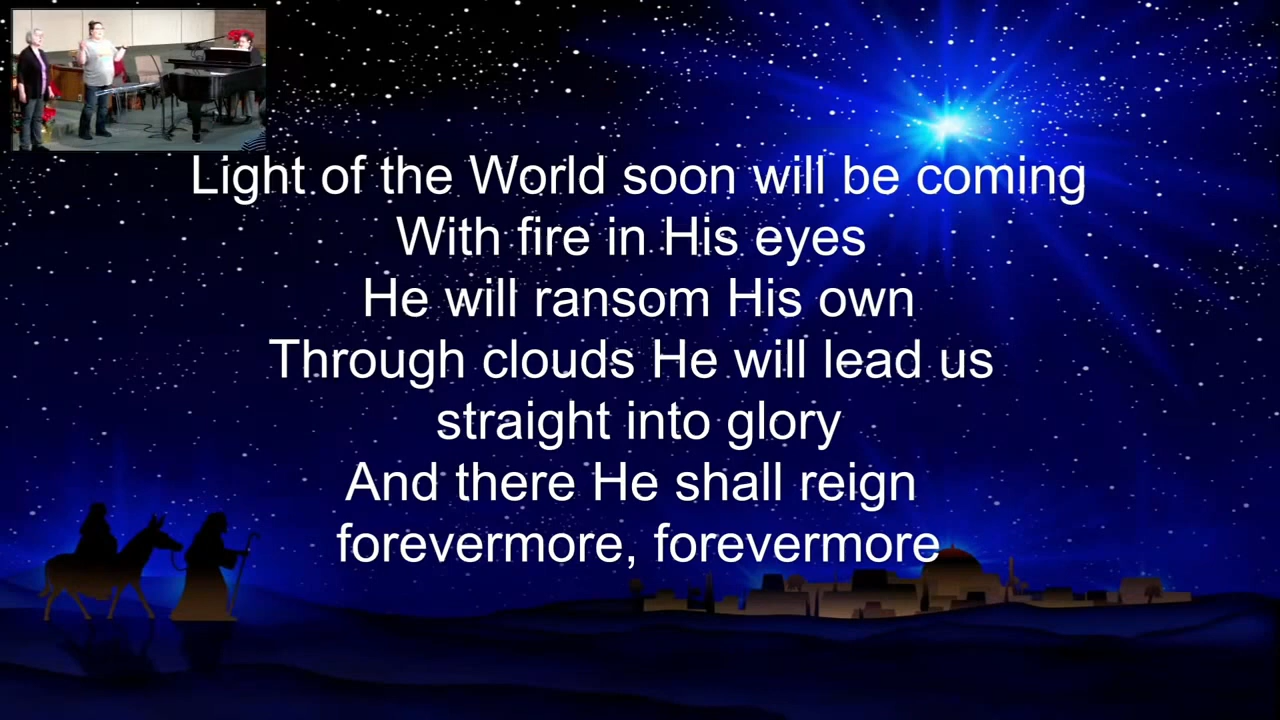 Light of the World soon will be coming
With fire in His eyes
He will ransom His own
Through clouds He will lead us
straight into glory
And there He shall reign
forevermore, forevermore